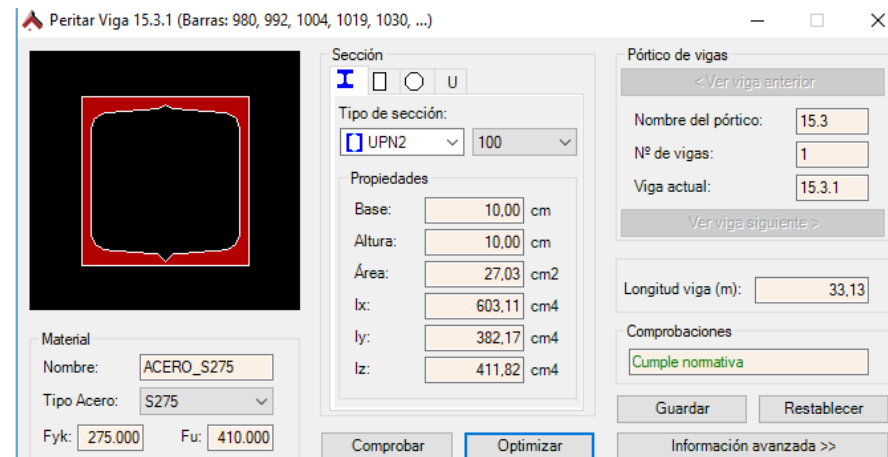 Peritar Viga 15.3.1 (Barras: 980, 992, 1004, 1019, 1030, ...)
Sección
U
Tipo de sección:
UPN2 100
Propiedades
Base: 10,00 cm
Altura: 10,00 cm
Área: 27,03 cm2
Ix: 603,11 cm4
Iy: 382,17 cm4
Iz: 411,82 cm4
Comprobar Optimizar
Material
Nombre: ACERO_S275
Tipo Acero: S275
Fyk: 275.000 Fu: 410.000
Pórtico de vigas
< Ver viga anterior
Nombre del pórtico: 15.3
Nº de vigas: 1
Viga actual: 15.3.1
Ver viga siguiente >
Longitud viga (m): 33,13
Comprobaciones
Cumple normativa
Guardar Restablecer
Información avanzada >>